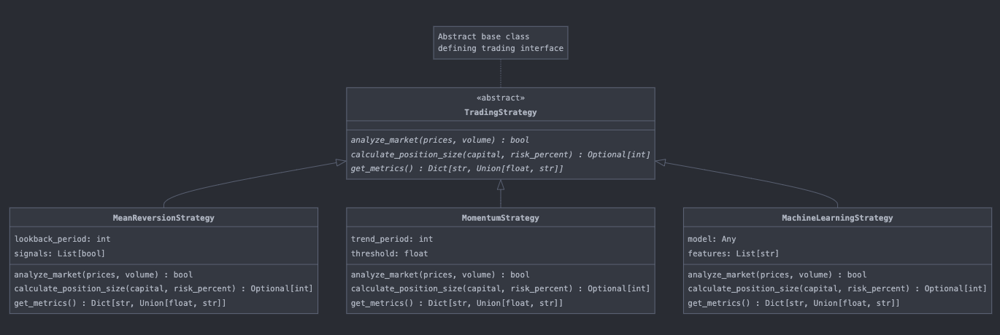 Abstract base class
defining trading interface
«abstract»
TradingStrategy
analyze_market(prices, volume) : bool
calculate_position_size(capital, risk_percent) : Optional[int]
get_metrics() : Dict[str, Union[float, str]]
MeanReversionStrategy
lookback_period: int
signals: List[bool]
analyze_market(prices, volume) : bool
calculate_position_size(capital, risk_percent) : Optional[int]
get_metrics() : Dict[str, Union[float, str]]
MomentumStrategy
trend_period: int
threshold: float
analyze_market(prices, volume) : bool
calculate_position_size(capital, risk_percent) : Optional[int]
get_metrics() : Dict[str, Union[float, str]]
MachineLearningStrategy
model: Any
features: List[str]
analyze_market(prices, volume) : bool
calculate_position_size(capital, risk_percent) : Optional[int]
get_metrics() : Dict[str, Union[float, str]]